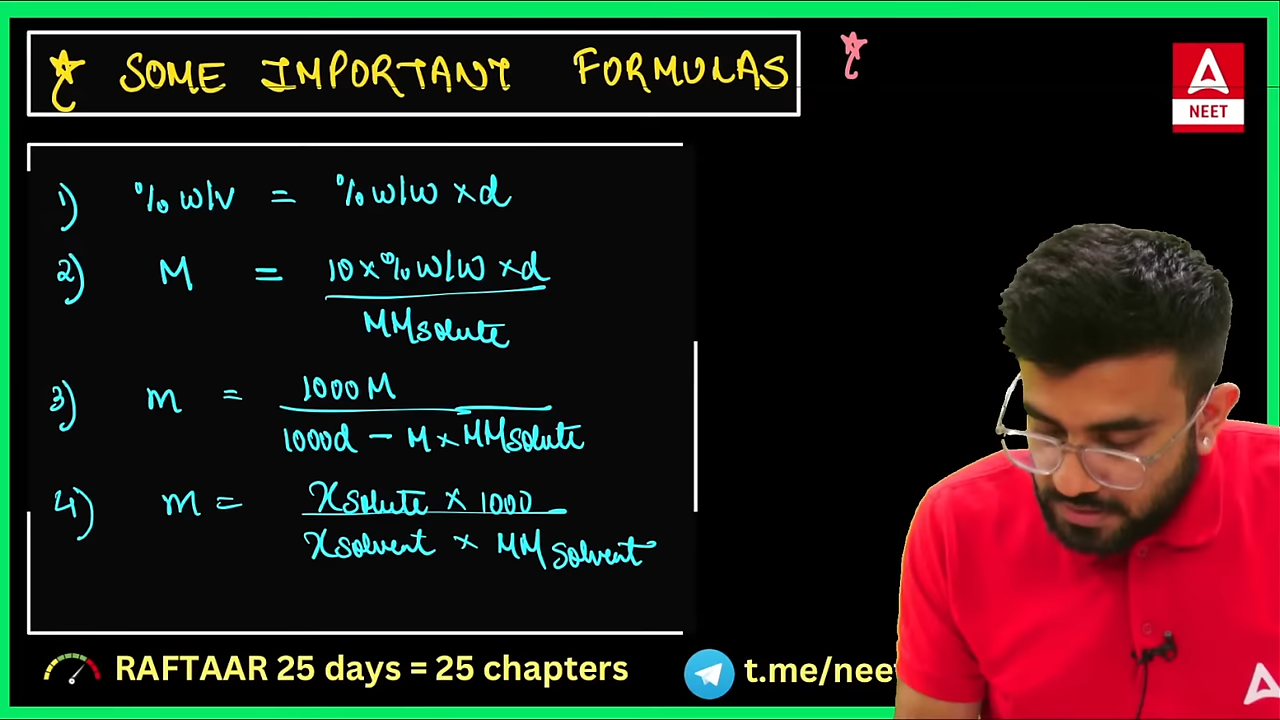 SOME IMPORTANT FORMULAS
NEET
1) % w/v = % w/w × d
2) M = 10 × % w/w × d / MMsolute
3) m = 1000 M / 1000d − M × MMsolute
4) m = xsolute × 1000 / xsolvent × MMsolvent
RAFTAAR 25 days = 25 chapters
t.me/nee